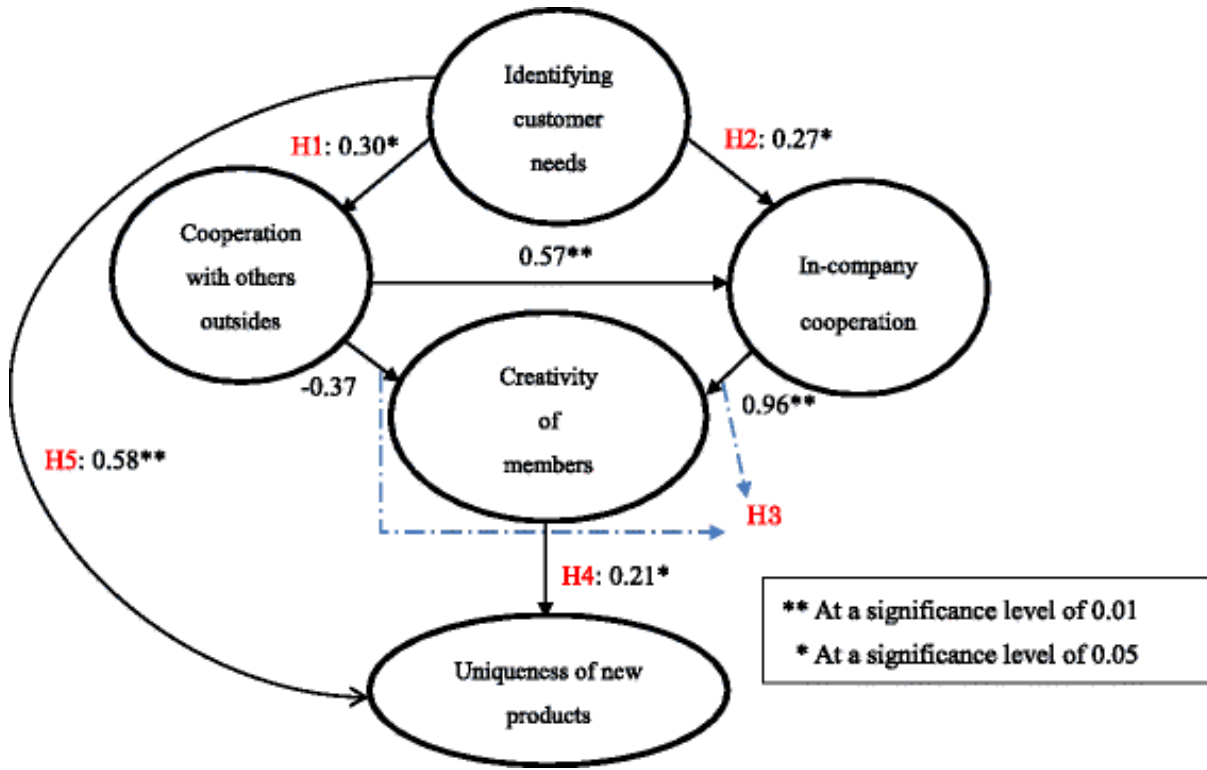 Identifying
customer
needs
H1: 0.30*
H2: 0.27*
Cooperation
with others
outsides
0.57**
In-company
cooperation
-0.37
Creativity
of
members
0.96**
H5: 0.58**
H3
H4: 0.21*
** At a significance level of 0.01
* At a significance level of 0.05
Uniqueness of new
products